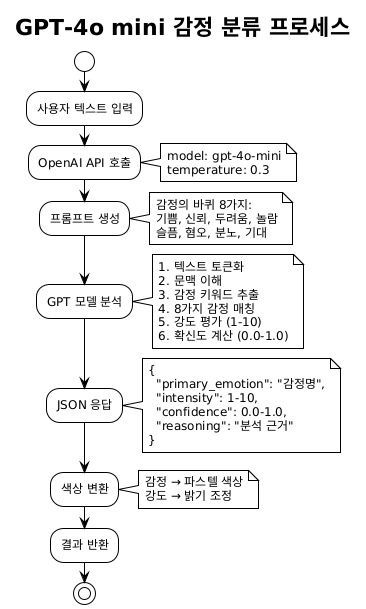 GPT-4o mini 감정 분류 프로세스
사용자 텍스트 입력
OpenAI API 호출
model: gpt-4o-mini
temperature: 0.3
프롬프트 생성
감정의 바퀴 8가지:
기쁨, 신뢰, 두려움, 놀람
슬픔, 혐오, 분노, 기대
GPT 모델 분석
1. 텍스트 토큰화
2. 문맥 이해
3. 감정 키워드 추출
4. 8가지 감정 매칭
5. 강도 평가 (1-10)
6. 확신도 계산 (0.0-1.0)
JSON 응답
{
"primary_emotion": "감정명",
"intensity": 1-10,
"confidence": 0.0-1.0,
"reasoning": "분석 근거"
}
색상 변환
감정 → 파스텔 색상
강도 → 밝기 조정
결과 반환